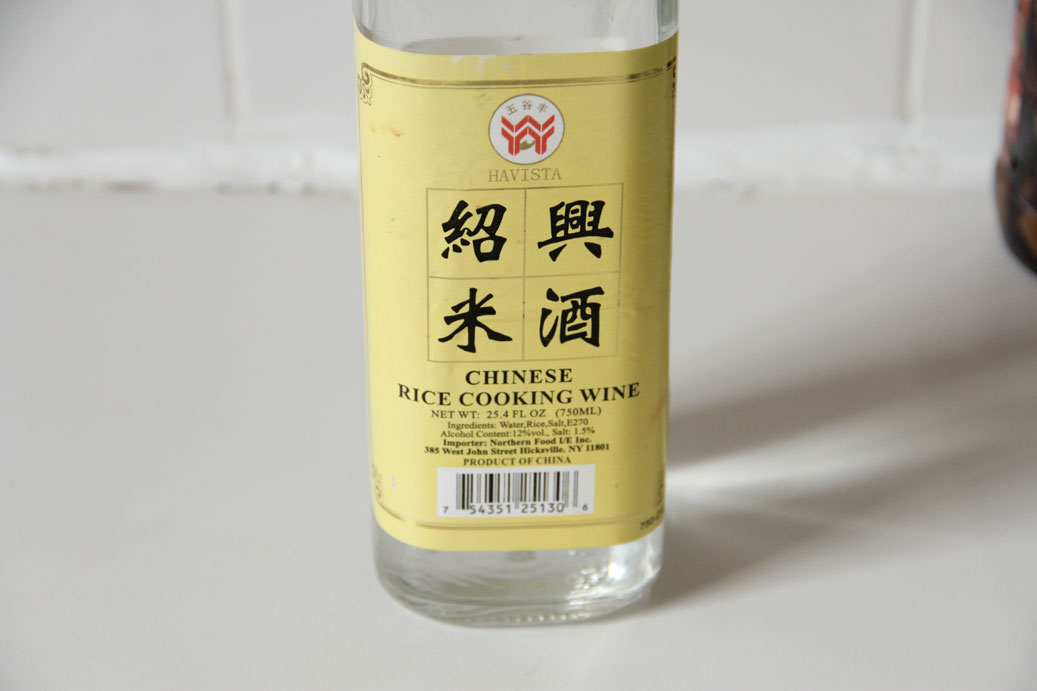 五谷丰
HAVISTA
紹興
米酒
CHINESE
RICE COOKING WINE
NET WT: 25.4 FL OZ (750ML)
Ingredients: Water,Rice,Salt,E270
Alcohol Content:12%vol., Salt: 1.5%
Importer: Northern Food I/E Inc.
385 West John Street Hicksville. NY 11801
PRODUCT OF CHINA
7 54351 25130 6